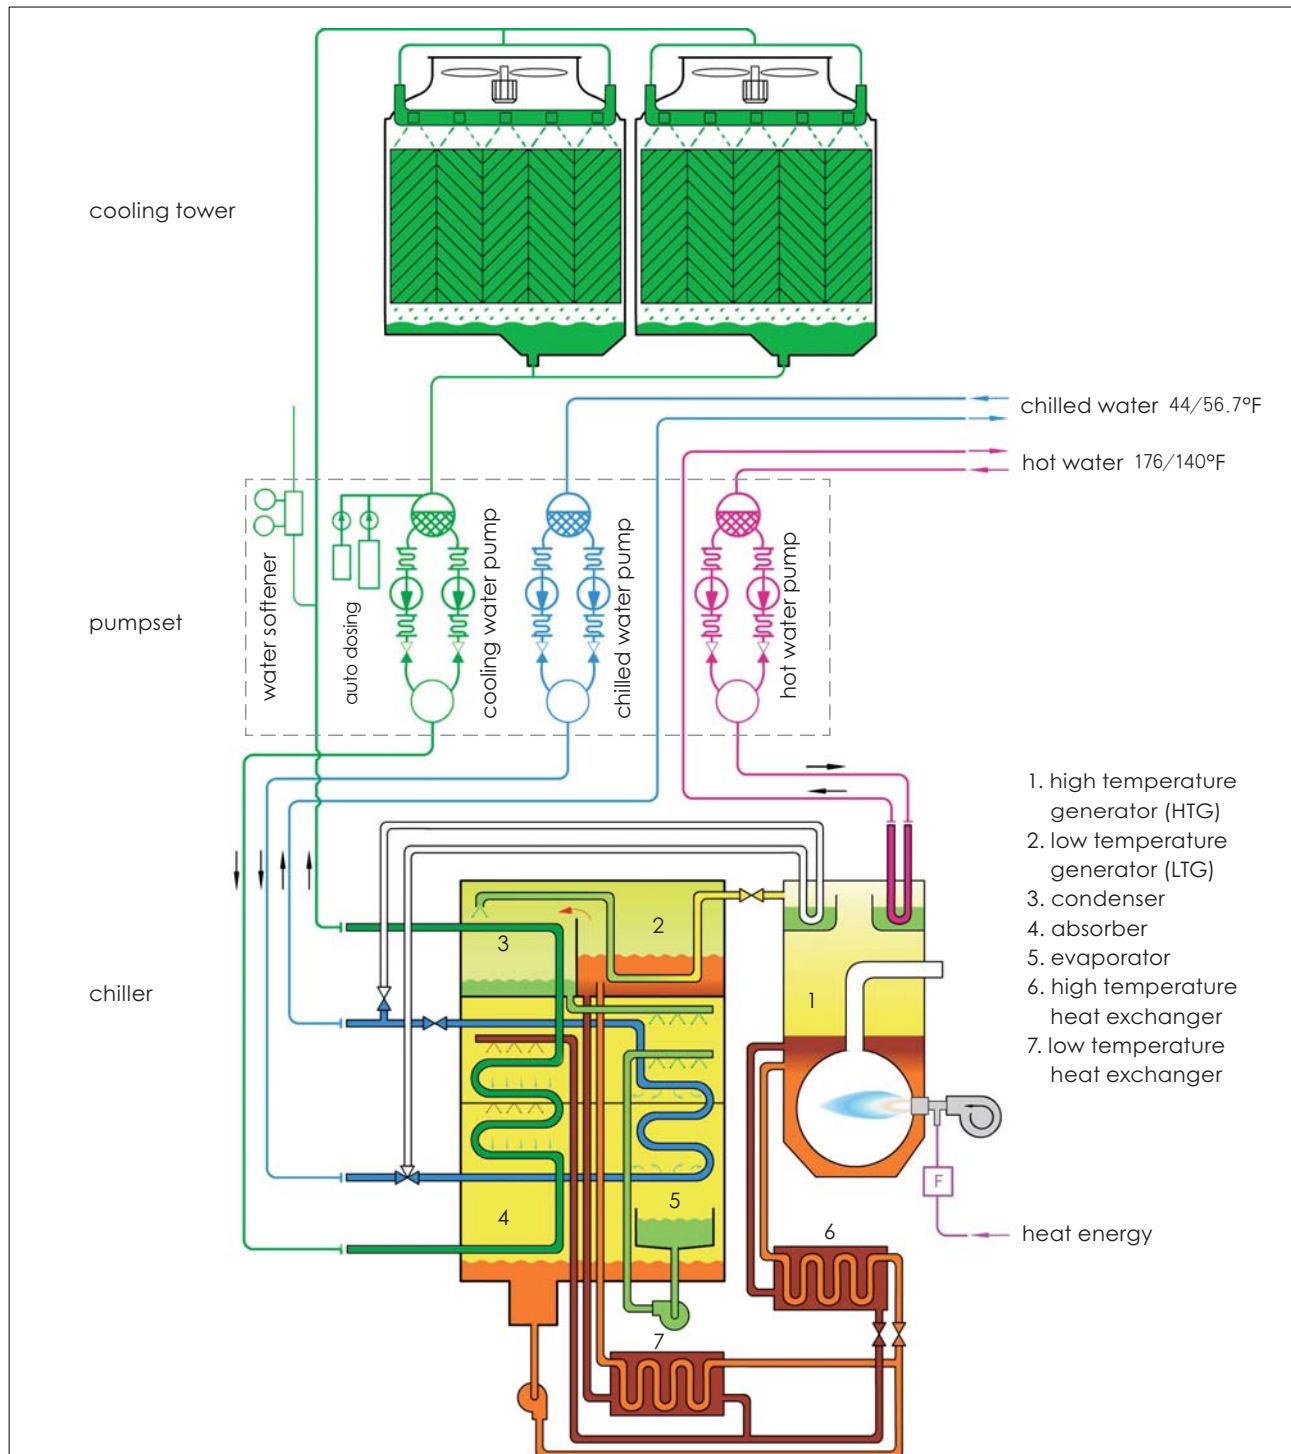 cooling tower
chilled water 44/56.7°F
hot water 176/140°F
pumpset
water softener
auto dosing
cooling water pump
chilled water pump
hot water pump
1. high temperature
generator (HTG)
2. low temperature
generator (LTG)
3. condenser
4. absorber
5. evaporator
6. high temperature
heat exchanger
7. low temperature
heat exchanger
chiller
2
3
1
5
4
F
6
heat energy
7